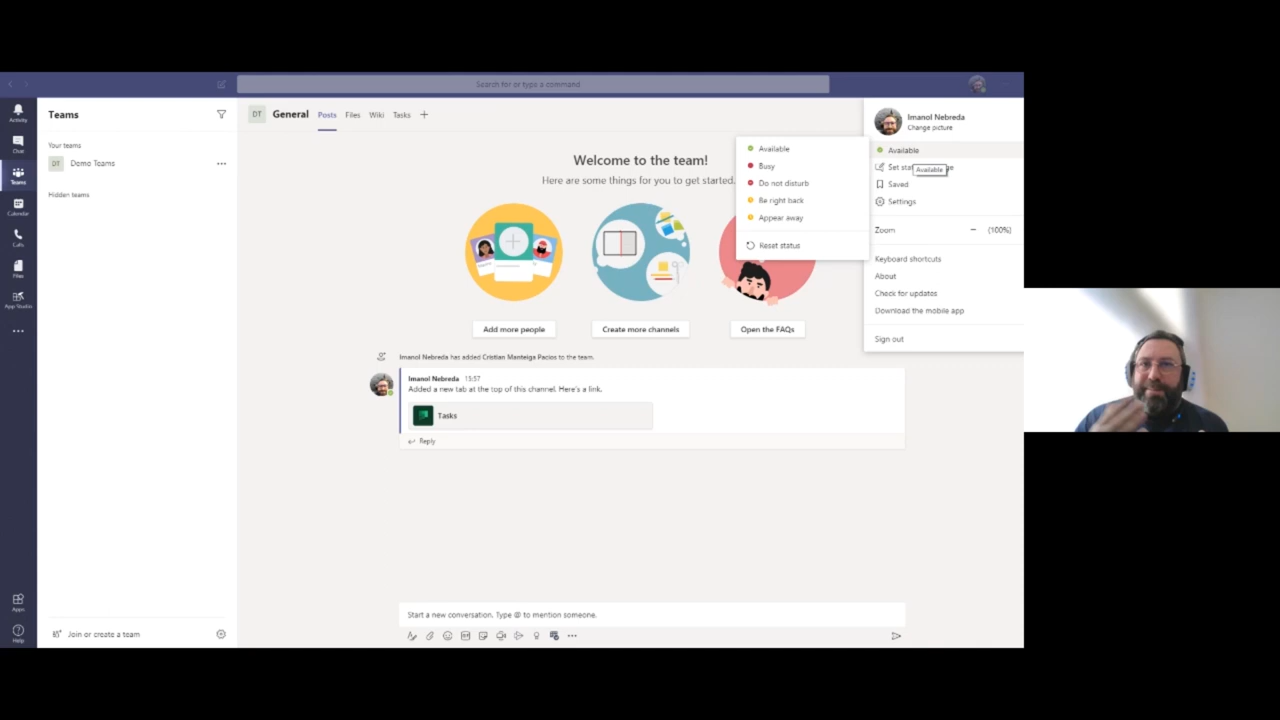 Search for or type a command
Activity
Chat
Teams
Calendar
Calls
Files
App Studio
Apps
Help
Teams
Your teams
DT Demo Teams
Hidden teams
Join or create a team
DT General Posts Files Wiki Tasks
Welcome to the team!
Here are some things for you to get started.
Add more people
Create more channels
Open the FAQs
Imanol Nebreda has added Cristian Manteiga Pacios to the team.
Imanol Nebreda 15:57
Added a new tab at the top of this channel. Here's a link.
Tasks
Reply
Start a new conversation. Type @ to mention someone.
Available
Busy
Do not disturb
Be right back
Appear away
Reset status
Imanol Nebreda
Change picture
Available
Available
Saved
Settings
Zoom (100%)
Keyboard shortcuts
About
Check for updates
Download the mobile app
Sign out